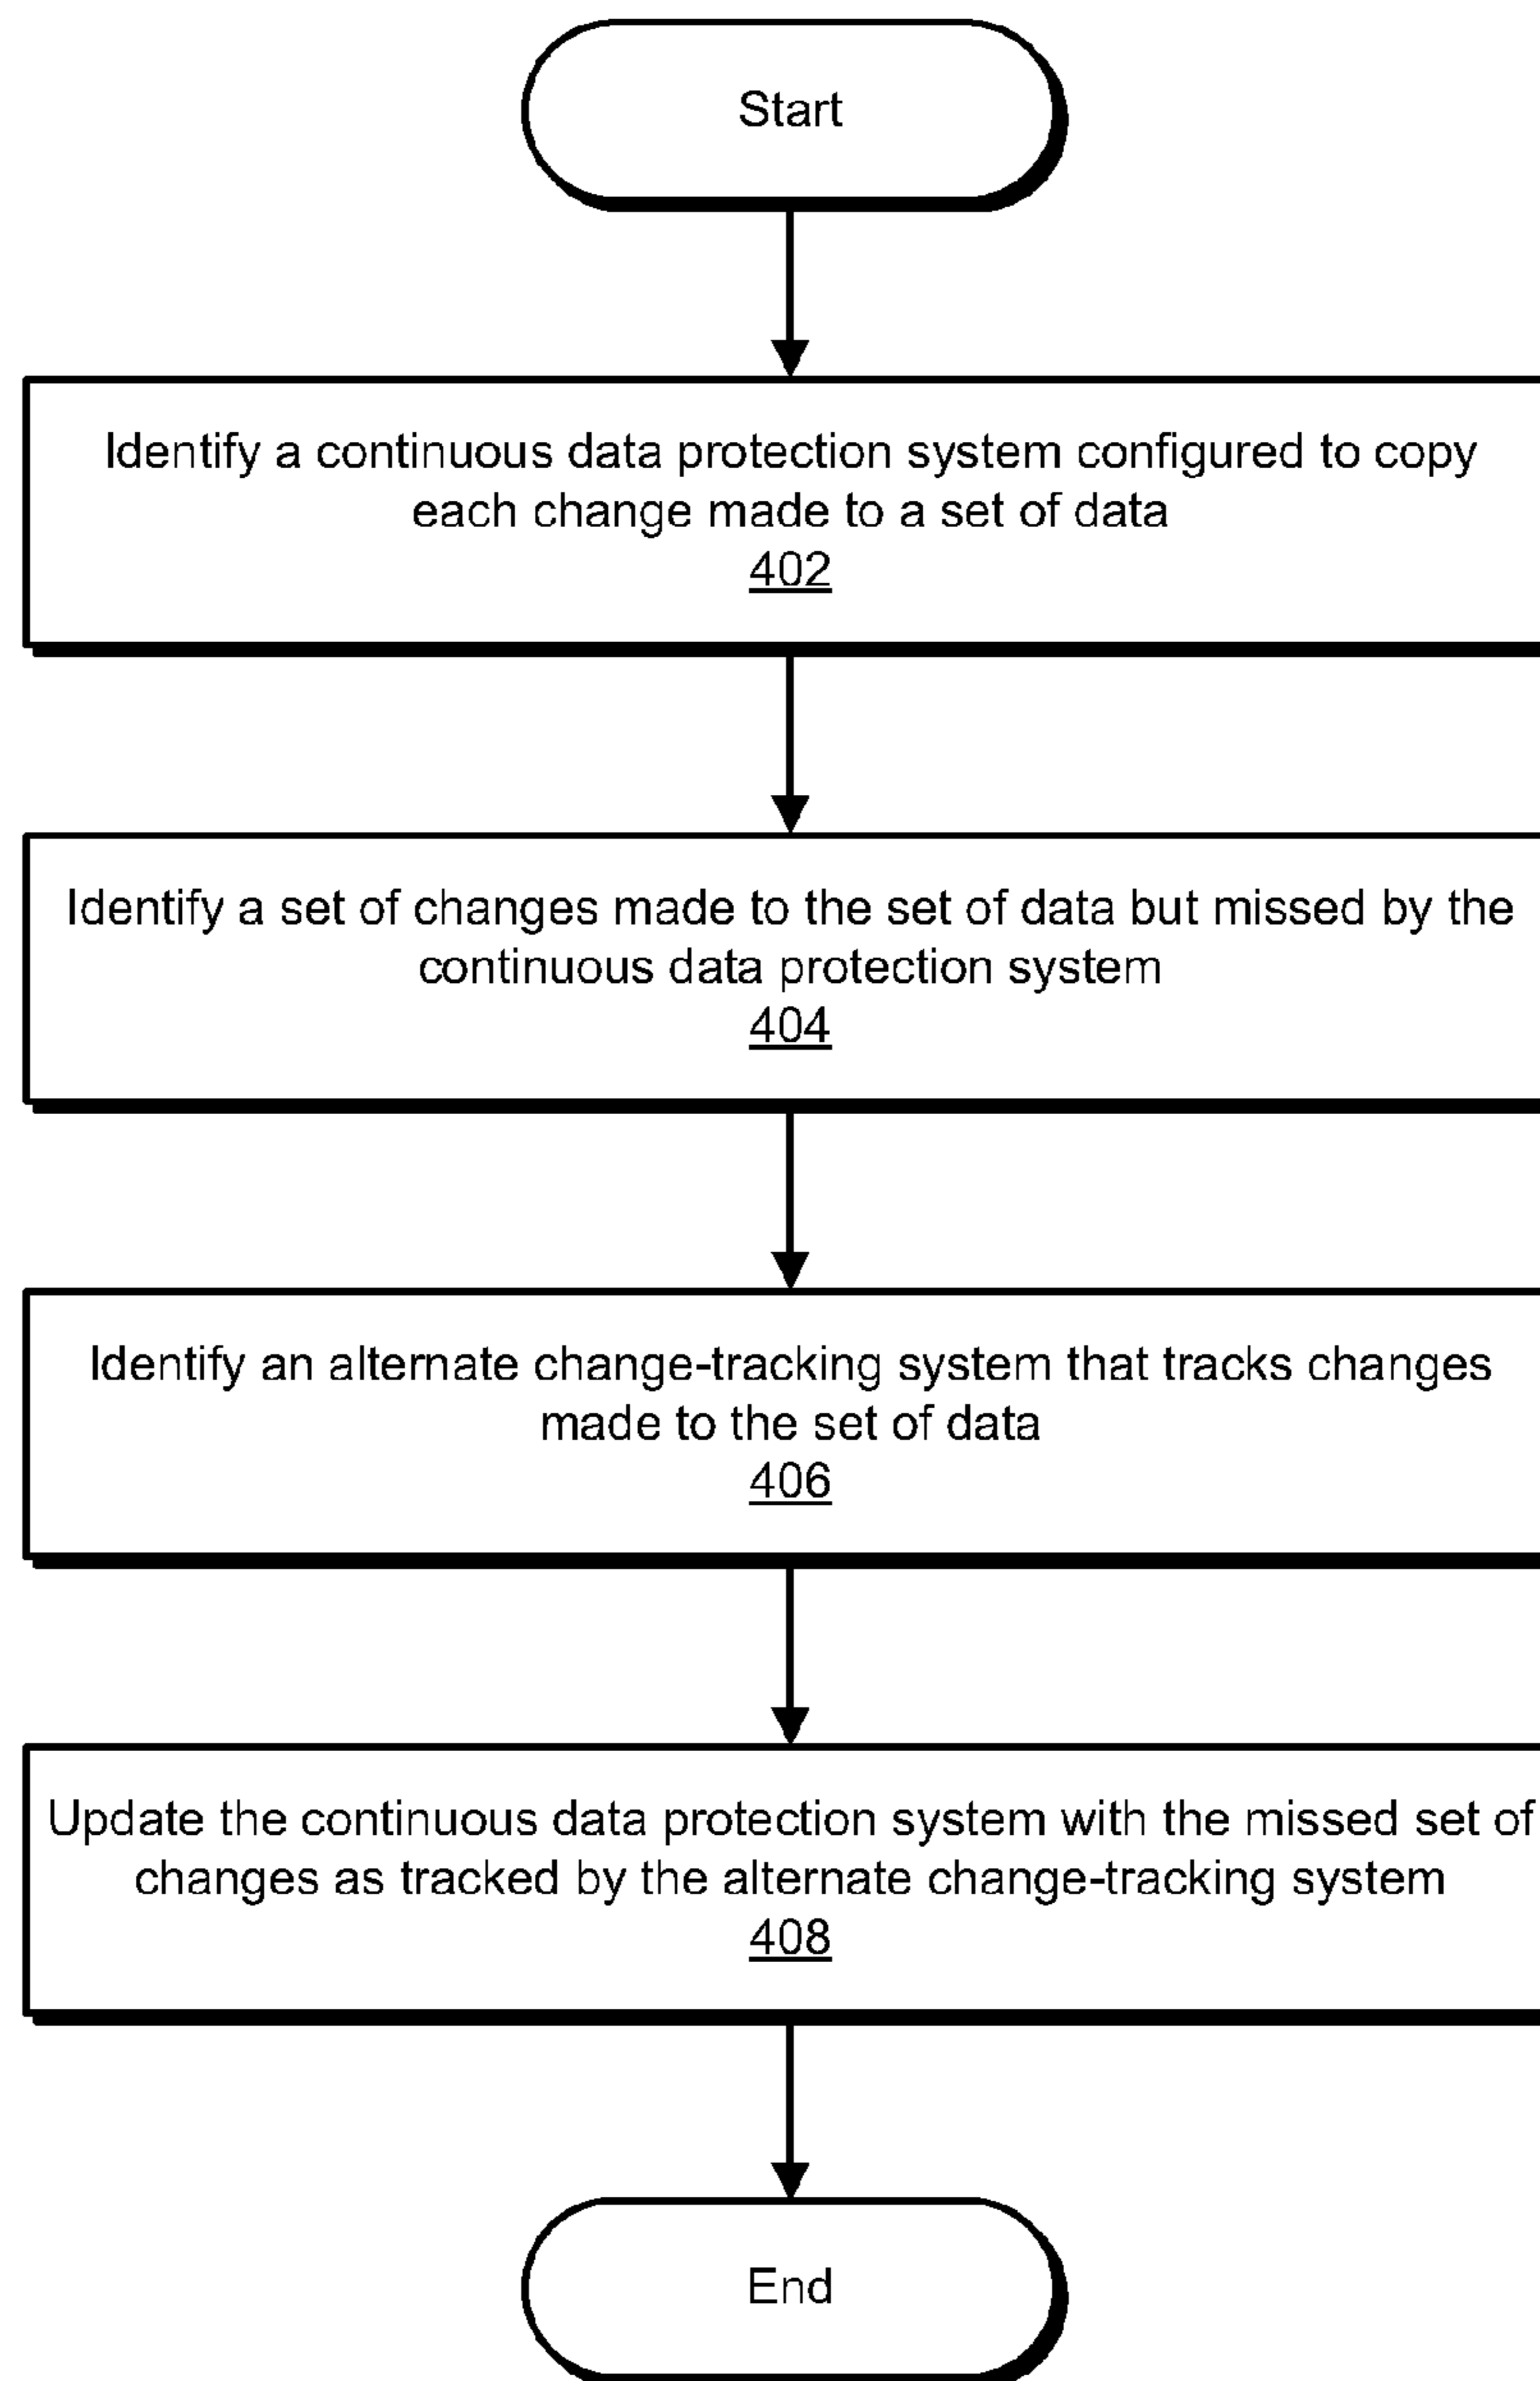 Start
Identify a continuous data protection system configured to copy
each change made to a set of data
402
Identify a set of changes made to the set of data but missed by the
continuous data protection system
404
Identify an alternate change-tracking system that tracks changes
made to the set of data
406
Update the continuous data protection system with the missed set of
changes as tracked by the alternate change-tracking system
408
End